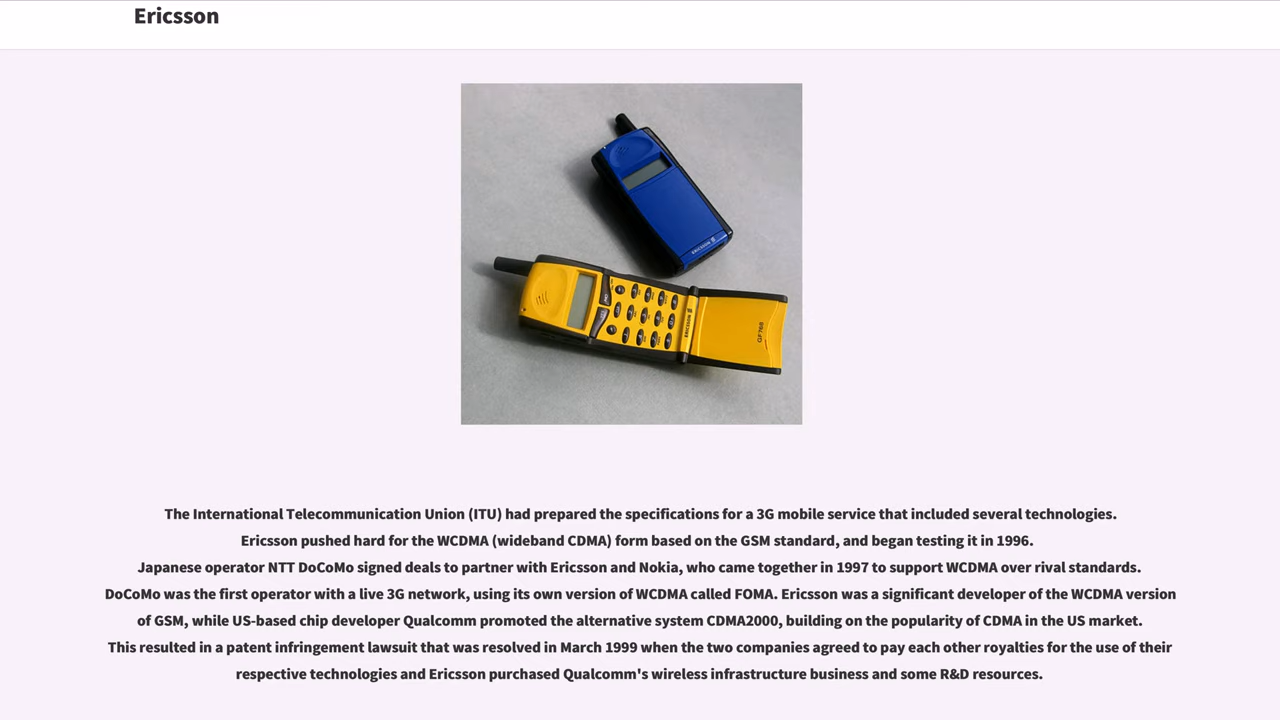 Ericsson
ERICSSON
ERICSSON
GF768
The International Telecommunication Union (ITU) had prepared the specifications for a 3G mobile service that included several technologies.
Ericsson pushed hard for the WCDMA (wideband CDMA) form based on the GSM standard, and began testing it in 1996.
Japanese operator NTT DoCoMo signed deals to partner with Ericsson and Nokia, who came together in 1997 to support WCDMA over rival standards.
DoCoMo was the first operator with a live 3G network, using its own version of WCDMA called FOMA. Ericsson was a significant developer of the WCDMA version
of GSM, while US-based chip developer Qualcomm promoted the alternative system CDMA2000, building on the popularity of CDMA in the US market.
This resulted in a patent infringement lawsuit that was resolved in March 1999 when the two companies agreed to pay each other royalties for the use of their
respective technologies and Ericsson purchased Qualcomm's wireless infrastructure business and some R&D resources.